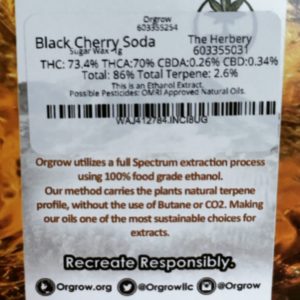 Orgrow
603355254
Black Cherry Soda
The Herbery
Sugar Wax -1g
603355031
THC: 73.4% THCA:70% CBDA:0.26% CBD:0.34%
Total: 86% Total Terpene: 2.6%
This is an Ethanol Extract,
Possible Pesticides: OMRI Approved Natural Oils.
WAJ412784.INCI8UG
Orgrow utilizes a full Spectrum extraction process
using 100% food grade ethanol.
Our method carries the plants natural terpene
profile, without the use of Butane or CO2. Making
our oils one of the most sustainable choices for
extracts.
Recreate Responsibly.
Orgrow.org @Orgrowllc @Orgrow